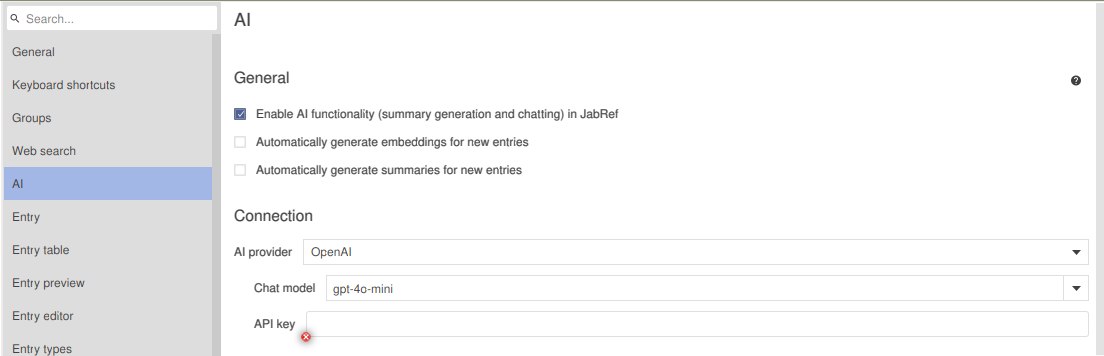 Search...
General
Keyboard shortcuts
Groups
Web search
AI
Entry
Entry table
Entry preview
Entry editor
Entry types
AI
General
Enable AI functionality (summary generation and chatting) in JabRef
Automatically generate embeddings for new entries
Automatically generate summaries for new entries
Connection
AI provider OpenAI
Chat model gpt-4o-mini
API key